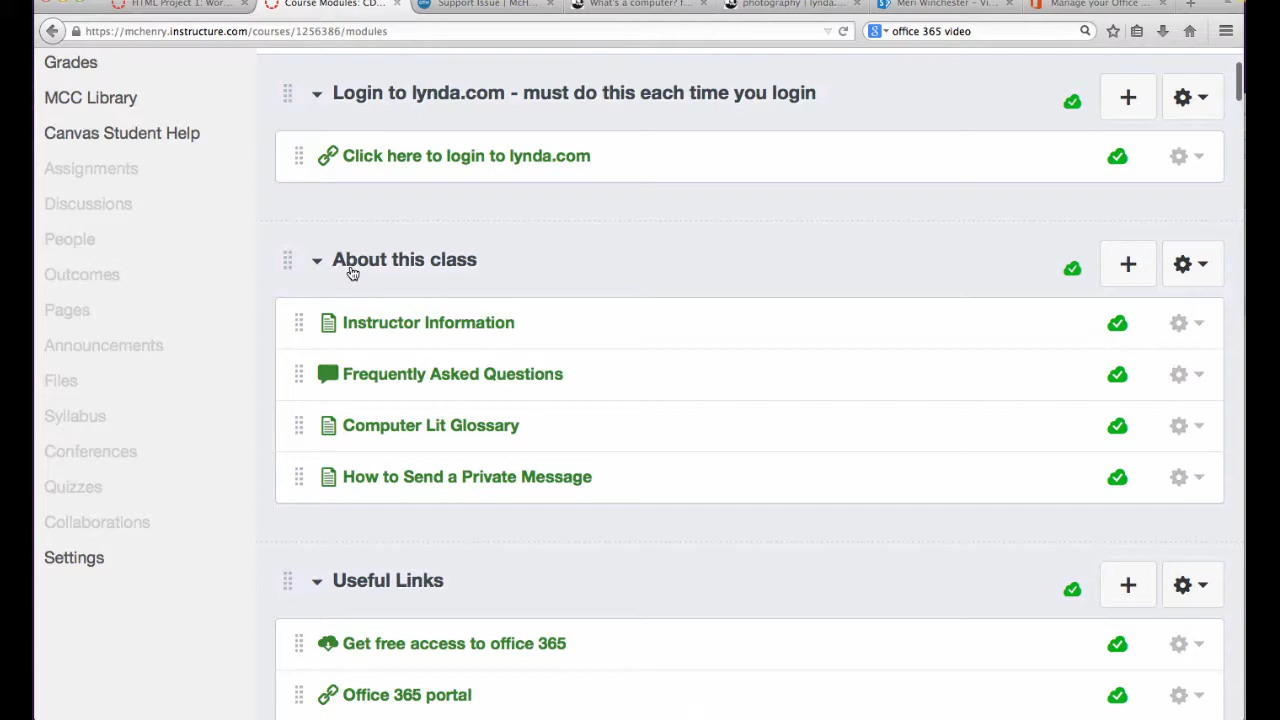 HTML Project 1: Wor...
Course Modules: CD...
Support Issue | McH...
What's a computer? f...
photography | lynda....
Meri Winchester - Vi...
Manage your Office ...
https://mchenry.instructure.com/courses/1256386/modules
office 365 video
Grades
MCC Library
Canvas Student Help
Assignments
Discussions
People
Outcomes
Pages
Announcements
Files
Syllabus
Conferences
Quizzes
Collaborations
Settings
Login to lynda.com - must do this each time you login
Click here to login to lynda.com
About this class
Instructor Information
Frequently Asked Questions
Computer Lit Glossary
How to Send a Private Message
Useful Links
Get free access to office 365
Office 365 portal